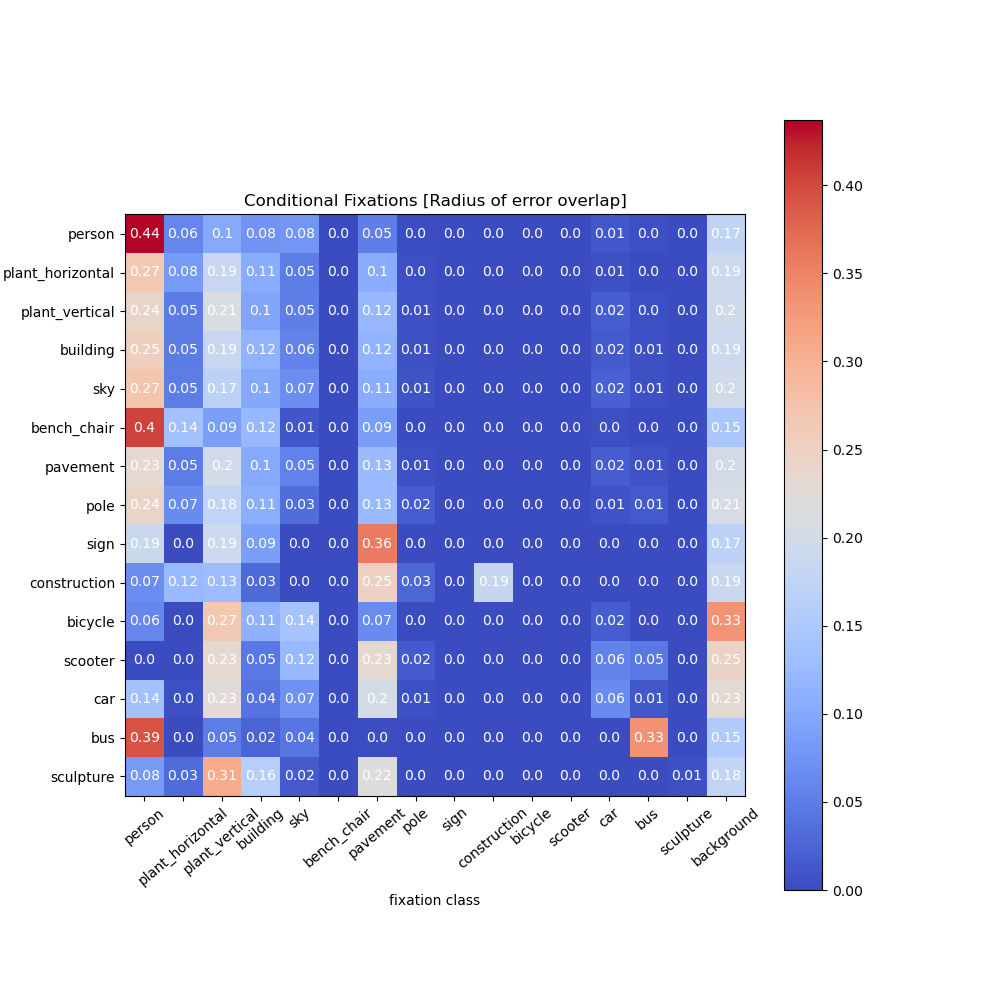 Conditional Fixations [Radius of error overlap]
person 0.44 0.06 0.1 0.08 0.08 0.0 0.05 0.0 0.0 0.0 0.0 0.0 0.01 0.0 0.0 0.17
plant_horizontal 0.27 0.08 0.19 0.11 0.05 0.0 0.1 0.0 0.0 0.0 0.0 0.0 0.01 0.0 0.0 0.19
plant_vertical 0.24 0.05 0.21 0.1 0.05 0.0 0.12 0.01 0.0 0.0 0.0 0.0 0.02 0.0 0.0 0.2
building 0.25 0.05 0.19 0.12 0.06 0.0 0.12 0.01 0.0 0.0 0.0 0.0 0.02 0.01 0.0 0.19
sky 0.27 0.05 0.17 0.1 0.07 0.0 0.11 0.01 0.0 0.0 0.0 0.0 0.02 0.01 0.0 0.2
bench_chair 0.4 0.14 0.09 0.12 0.01 0.0 0.09 0.0 0.0 0.0 0.0 0.0 0.0 0.0 0.0 0.15
pavement 0.23 0.05 0.2 0.1 0.05 0.0 0.13 0.01 0.0 0.0 0.0 0.0 0.02 0.01 0.0 0.2
pole 0.24 0.07 0.18 0.11 0.03 0.0 0.13 0.02 0.0 0.0 0.0 0.0 0.01 0.01 0.0 0.21
sign 0.19 0.0 0.19 0.09 0.0 0.0 0.36 0.0 0.0 0.0 0.0 0.0 0.0 0.0 0.0 0.17
construction 0.07 0.12 0.13 0.03 0.0 0.0 0.25 0.03 0.0 0.19 0.0 0.0 0.0 0.0 0.0 0.19
bicycle 0.06 0.0 0.27 0.11 0.14 0.0 0.07 0.0 0.0 0.0 0.0 0.0 0.02 0.0 0.0 0.33
scooter 0.0 0.0 0.23 0.05 0.12 0.0 0.23 0.02 0.0 0.0 0.0 0.0 0.06 0.05 0.0 0.25
car 0.14 0.0 0.23 0.04 0.07 0.0 0.2 0.01 0.0 0.0 0.0 0.0 0.06 0.01 0.0 0.23
bus 0.39 0.0 0.05 0.02 0.04 0.0 0.0 0.0 0.0 0.0 0.0 0.0 0.0 0.33 0.0 0.15
sculpture 0.08 0.03 0.31 0.16 0.02 0.0 0.22 0.0 0.0 0.0 0.0 0.0 0.0 0.0 0.01 0.18
person plant_horizontal plant_vertical building sky bench_chair pavement pole sign construction bicycle scooter car bus sculpture background
fixation class
0.40
0.35
0.30
0.25
0.20
0.15
0.10
0.05
0.00